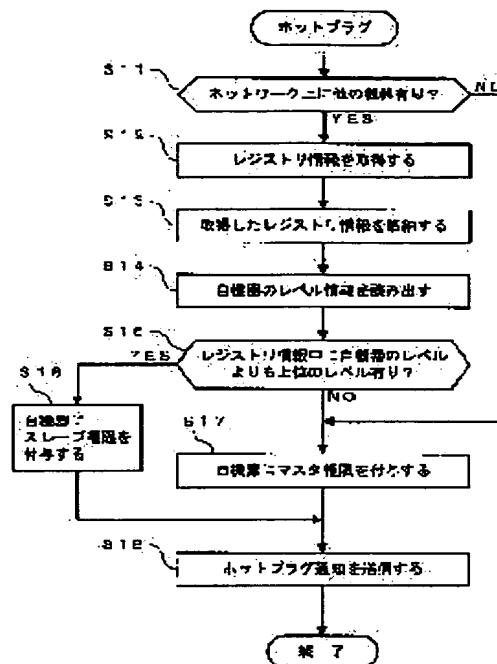 ホットプラグ
S11
ネットワーク上に他の機器有り?
NO
YES
S12
レジストリ情報を取得する
S13
取得したレジストリ情報を格納する
S14
自機器のレベル情報を読み出す
S15
レジストリ情報中に自機器のレベル
よりも上位のレベル有り?
YES
NO
S16
自機器に
スレーブ権限を
付与する
S17
自機器にマスタ権限を付与する
S18
ホットプラグ通知を送信する
終 了